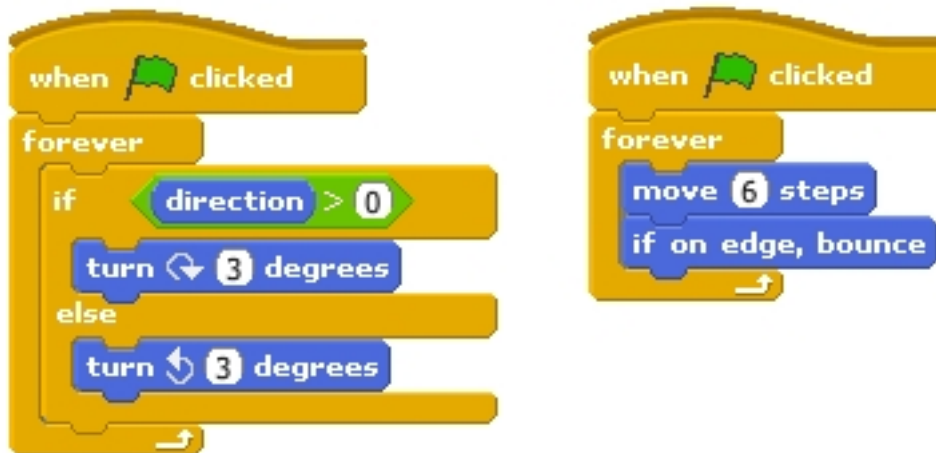 when clicked
forever
if direction > 0
turn 3 degrees
else
turn 3 degrees
when clicked
forever
move 6 steps
if on edge, bounce